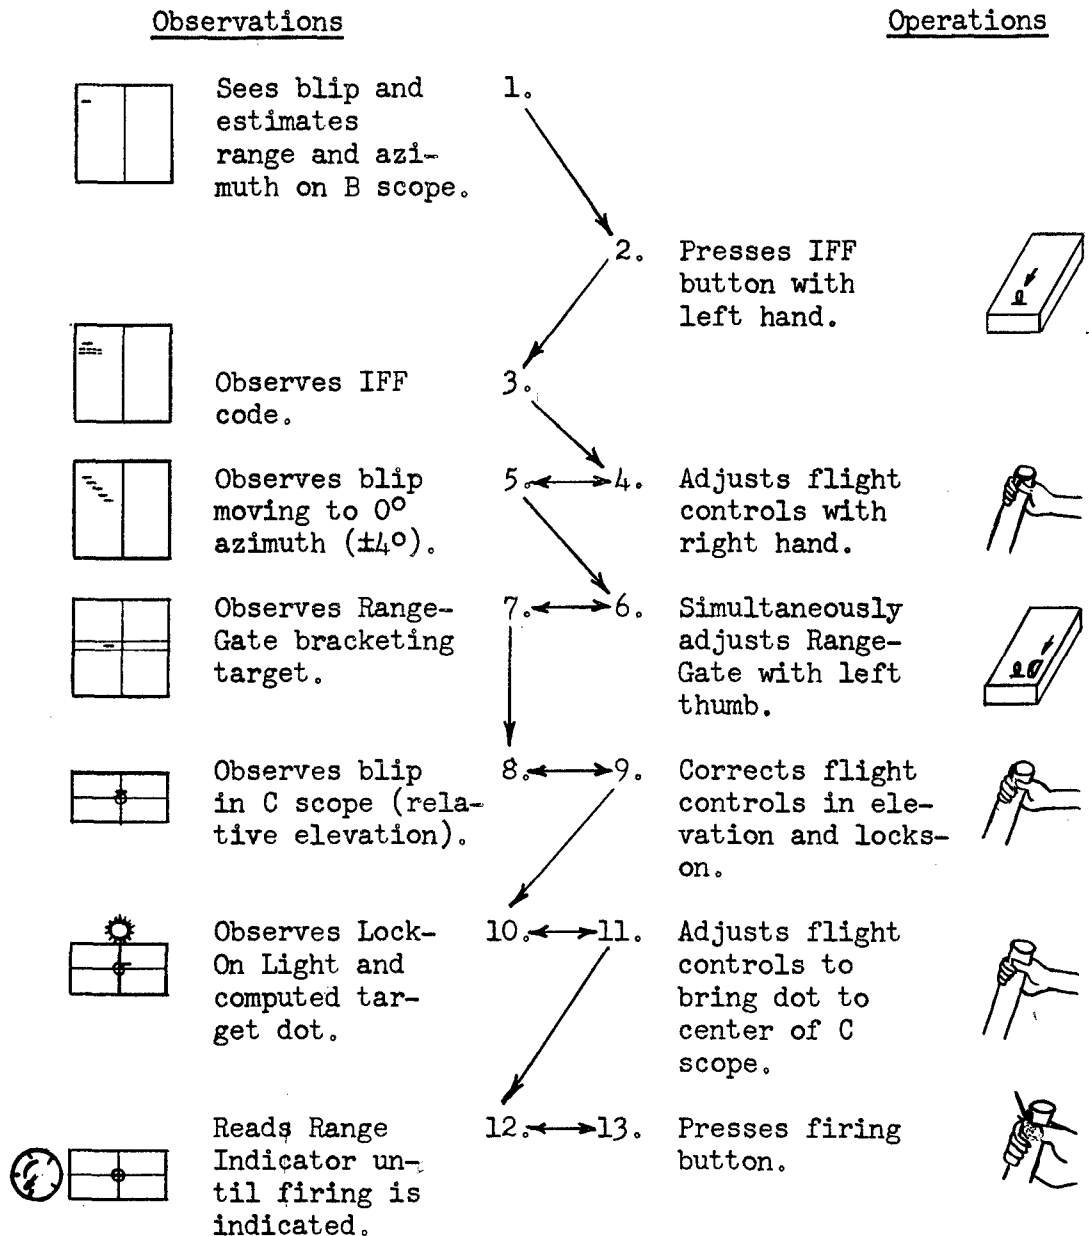 Observations
Operations
Sees blip and
estimates
range and azi-
muth on B scope.
1.
2.
Presses IFF
button with
left hand.
Observes IFF
code.
3.
Observes blip
moving to 0°
azimuth (±4°).
5.
4.
Adjusts flight
controls with
right hand.
Observes Range-
Gate bracketing
target.
7.
6.
Simultaneously
adjusts Range-
Gate with left
thumb.
Observes blip
in C scope (rela-
tive elevation).
8.
9.
Corrects flight
controls in ele-
vation and locks-
on.
Observes Lock-
On Light and
computed tar-
get dot.
10.
11.
Adjusts flight
controls to
bring dot to
center of C
scope.
Reads Range
Indicator un-
til firing is
indicated.
12.
13.
Presses firing
button.